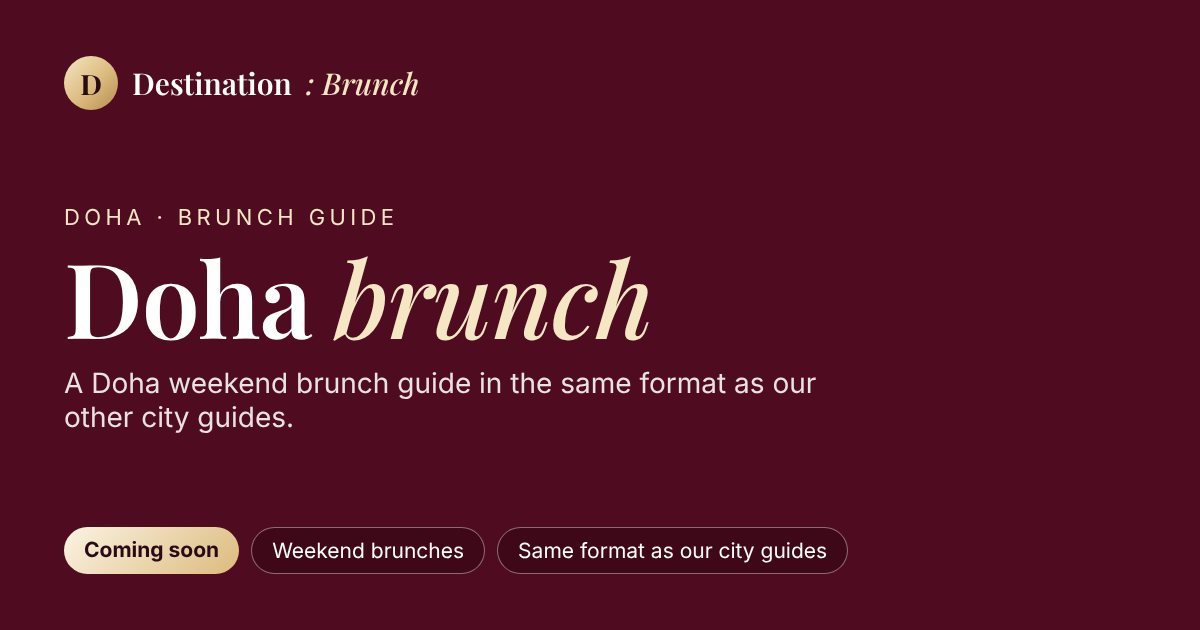 D Destination : Brunch
DOHA · BRUNCH GUIDE
Doha brunch
A Doha weekend brunch guide in the same format as our
other city guides.
Coming soon Weekend brunches Same format as our city guides